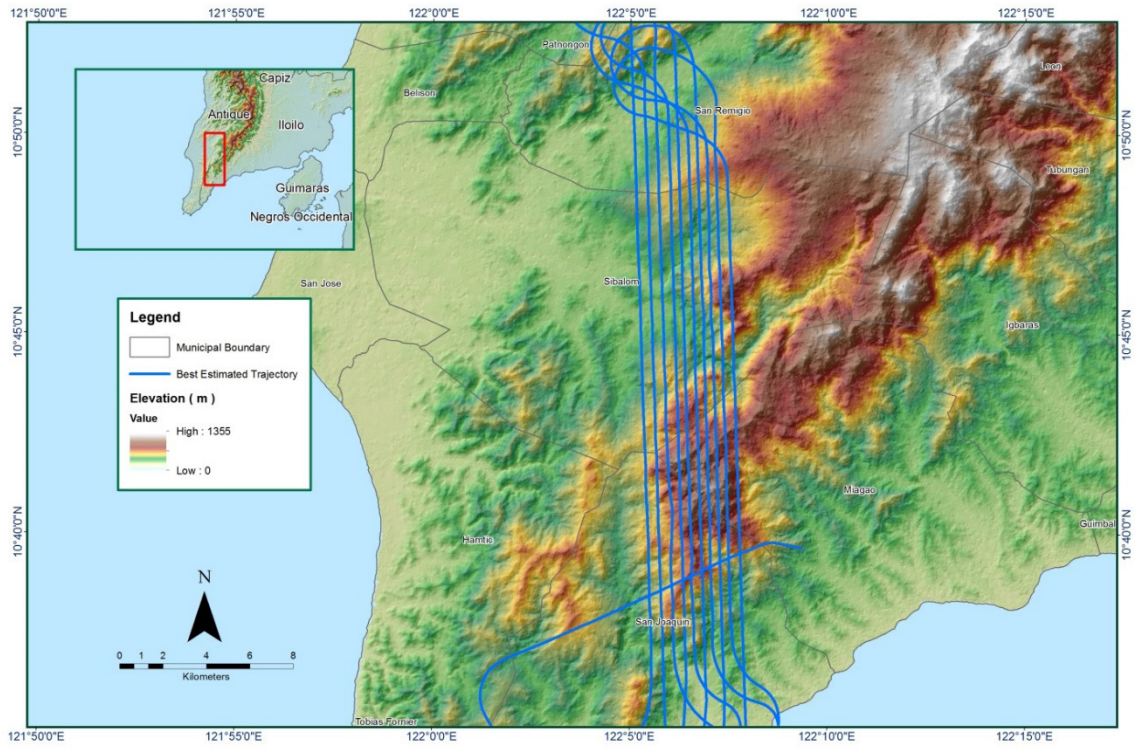 121°50'0"E 121°55'0"E 122°0'0"E 122°5'0"E 122°10'0"E 122°15'0"E
Pathongon
Leon
Belison
San Remigio
Capiz
Antique
Iloilo
Guimaras
Negros Occidental
10°50'0"N 10°50'0"N
Tubungan
San Jose
Sibalom
Igbaras
10°45'0"N 10°45'0"N
Legend
Municipal Boundary
Best Estimated Trajectory
Elevation ( m )
Value
High : 1355
Low : 0
Miagao
Guimbal
10°40'0"N 10°40'0"N
Hamtic
N
San Joaquin
0 1 2 4 6 8
Kilometers
Tobias Fornier
121°50'0"E 121°55'0"E 122°0'0"E 122°5'0"E 122°10'0"E 122°15'0"E